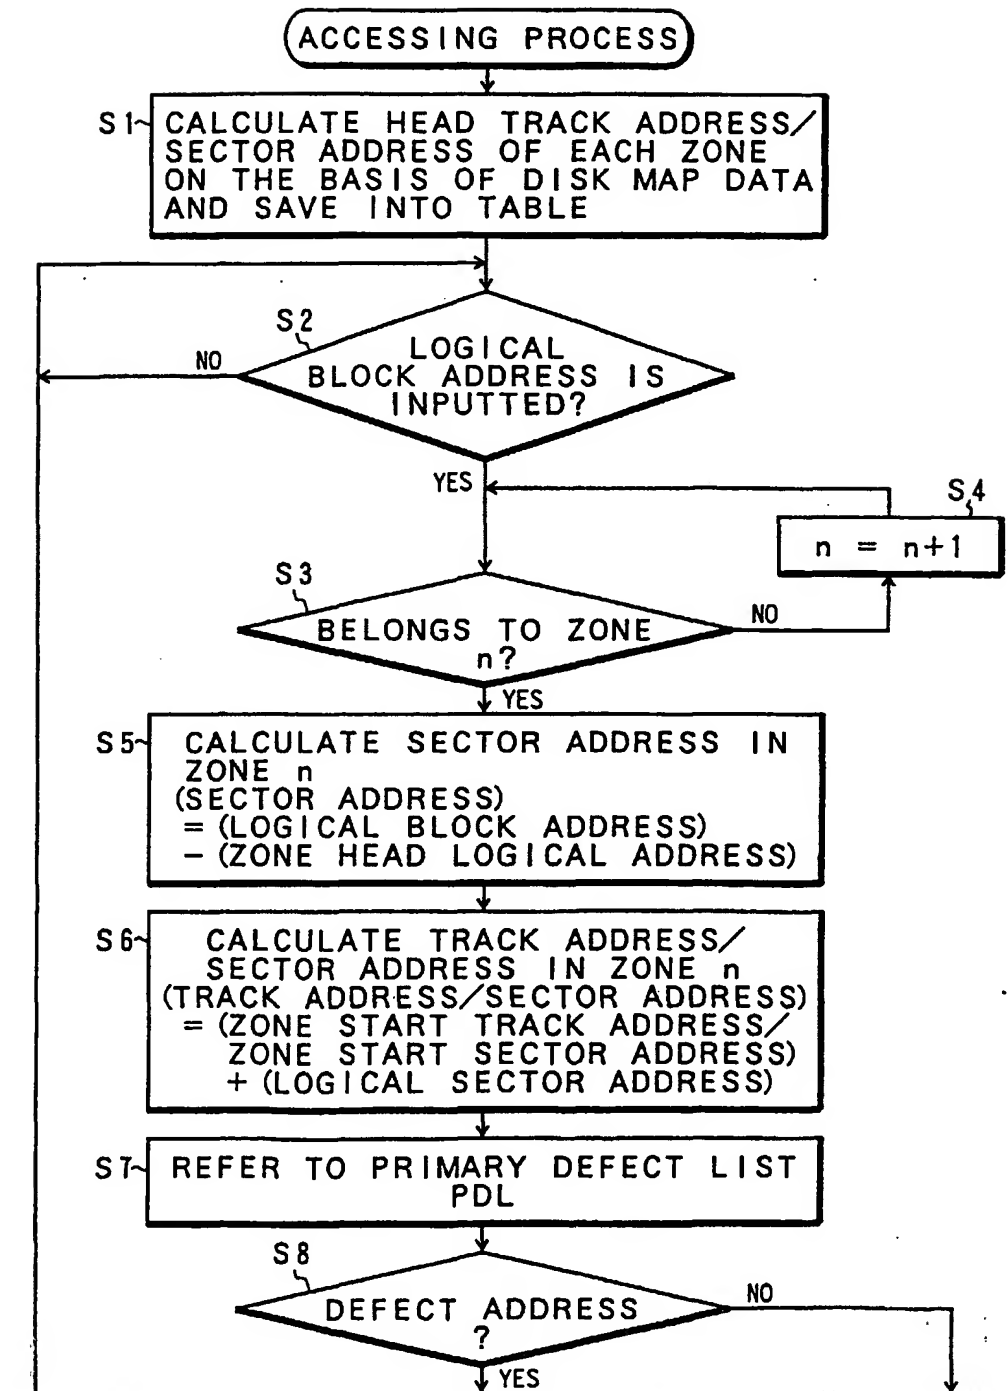 ACCESSING PROCESS
S1
CALCULATE HEAD TRACK ADDRESS/
SECTOR ADDRESS OF EACH ZONE
ON THE BASIS OF DISK MAP DATA
AND SAVE INTO TABLE
S2
LOGICAL
BLOCK ADDRESS IS
INPUTTED?
NO
YES
S4
n = n+1
S3
BELONGS TO ZONE
n?
NO
YES
S5
CALCULATE SECTOR ADDRESS IN
ZONE n
(SECTOR ADDRESS)
= (LOGICAL BLOCK ADDRESS)
- (ZONE HEAD LOGICAL ADDRESS)
S6
CALCULATE TRACK ADDRESS/
SECTOR ADDRESS IN ZONE n
(TRACK ADDRESS/SECTOR ADDRESS)
= (ZONE START TRACK ADDRESS/
ZONE START SECTOR ADDRESS)
+ (LOGICAL SECTOR ADDRESS)
S7
REFER TO PRIMARY DEFECT LIST
PDL
S8
DEFECT ADDRESS
?
NO
YES